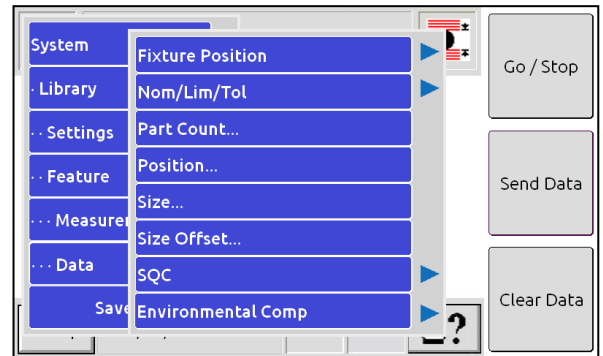 System
· Library
· · Settings
· · Feature
· · · Measurem
· · · Data
Save
Fixture Position
Nom/Lim/Tol
Part Count...
Position...
Size...
Size Offset...
SQC
Environmental Comp
±
Go / Stop
Send Data
Clear Data
?